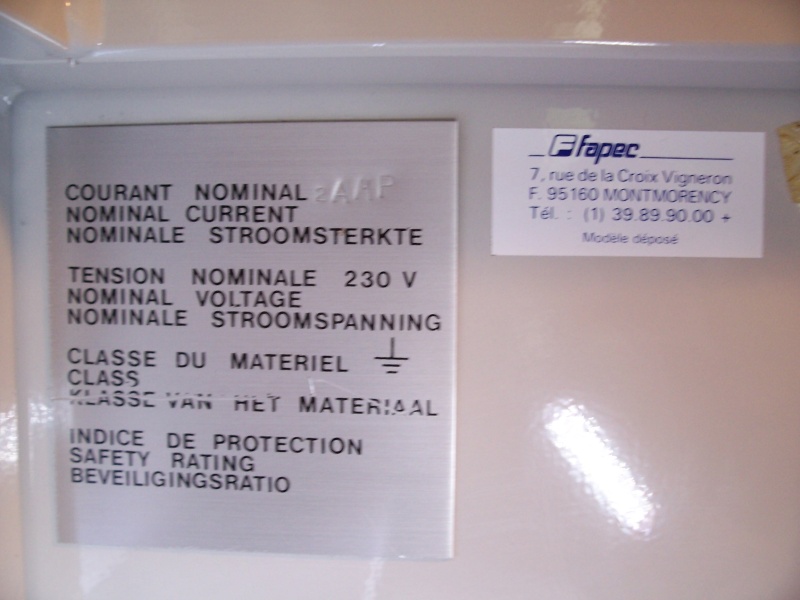 COURANT NOMINAL
NOMINAL CURRENT
NOMINALE STROOMSTERKTE
TENSION NOMINALE 230 V
NOMINAL VOLTAGE
NOMINALE STROOMSPANNING
CLASSE DU MATERIEL
CLASS
KLASSE VAN HET MATERIAAL
INDICE DE PROTECTION
SAFETY RATING
BEVEILIGINGSRATIO
fapec
7, rue de la Croix Vigneron
F. 95160 MONTMORENCY
Tél. : (1) 39.89.90.00 +
Modèle déposé